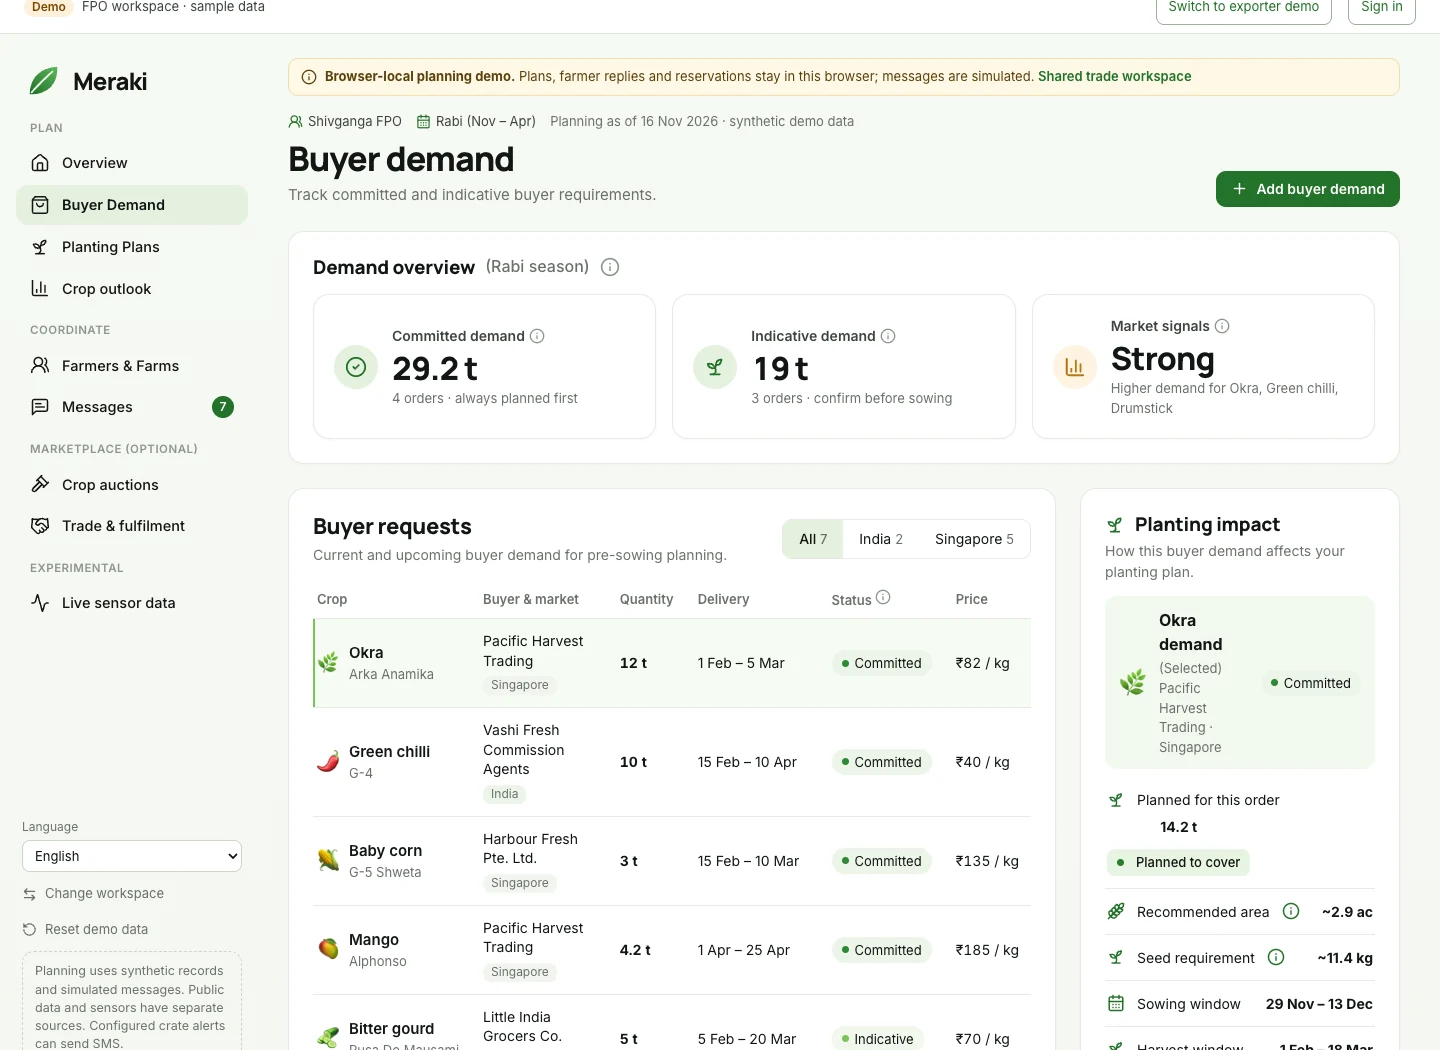 Demo FPO workspace · sample data
Switch to exporter demo
Sign in
Meraki
PLAN
Overview
Buyer Demand
Planting Plans
Crop outlook
COORDINATE
Farmers & Farms
Messages 7
MARKETPLACE (OPTIONAL)
Crop auctions
Trade & fulfilment
EXPERIMENTAL
Live sensor data
Language
English
Change workspace
Reset demo data
Planning uses synthetic records
and simulated messages. Public
data and sensors have separate
sources. Configured crate alerts
can send SMS.
Browser-local planning demo. Plans, farmer replies and reservations stay in this browser; messages are simulated. Shared trade workspace
Shivganga FPO Rabi (Nov – Apr) Planning as of 16 Nov 2026 · synthetic demo data
Buyer demand
Track committed and indicative buyer requirements.
+ Add buyer demand
Demand overview (Rabi season)
Committed demand
29.2 t
4 orders · always planned first
Indicative demand
19 t
3 orders · confirm before sowing
Market signals
Strong
Higher demand for Okra, Green chilli,
Drumstick
Buyer requests
Current and upcoming buyer demand for pre-sowing planning.
All 7 India 2 Singapore 5
Crop Buyer & market Quantity Delivery Status Price
Okra
Arka Anamika
Pacific Harvest
Trading
Singapore
12 t
1 Feb – 5 Mar
Committed
₹82 / kg
Green chilli
G-4
Vashi Fresh
Commission
Agents
India
10 t
15 Feb – 10 Apr
Committed
₹40 / kg
Baby corn
G-5 Shweta
Harbour Fresh
Pte. Ltd.
Singapore
3 t
15 Feb – 10 Mar
Committed
₹135 / kg
Mango
Alphonso
Pacific Harvest
Trading
Singapore
4.2 t
1 Apr – 25 Apr
Committed
₹185 / kg
Bitter gourd
Pusa Do Mausami
Little India
Grocers Co.
5 t
5 Feb – 20 Mar
Indicative
₹70 / kg
Planting impact
How this buyer demand affects your
planting plan.
Okra
demand
(Selected)
Pacific
Harvest
Trading ·
Singapore
Committed
Planned for this order
14.2 t
Planned to cover
Recommended area ~2.9 ac
Seed requirement ~11.4 kg
Sowing window 29 Nov – 13 Dec
Harvest window 1 Feb – 18 Mar